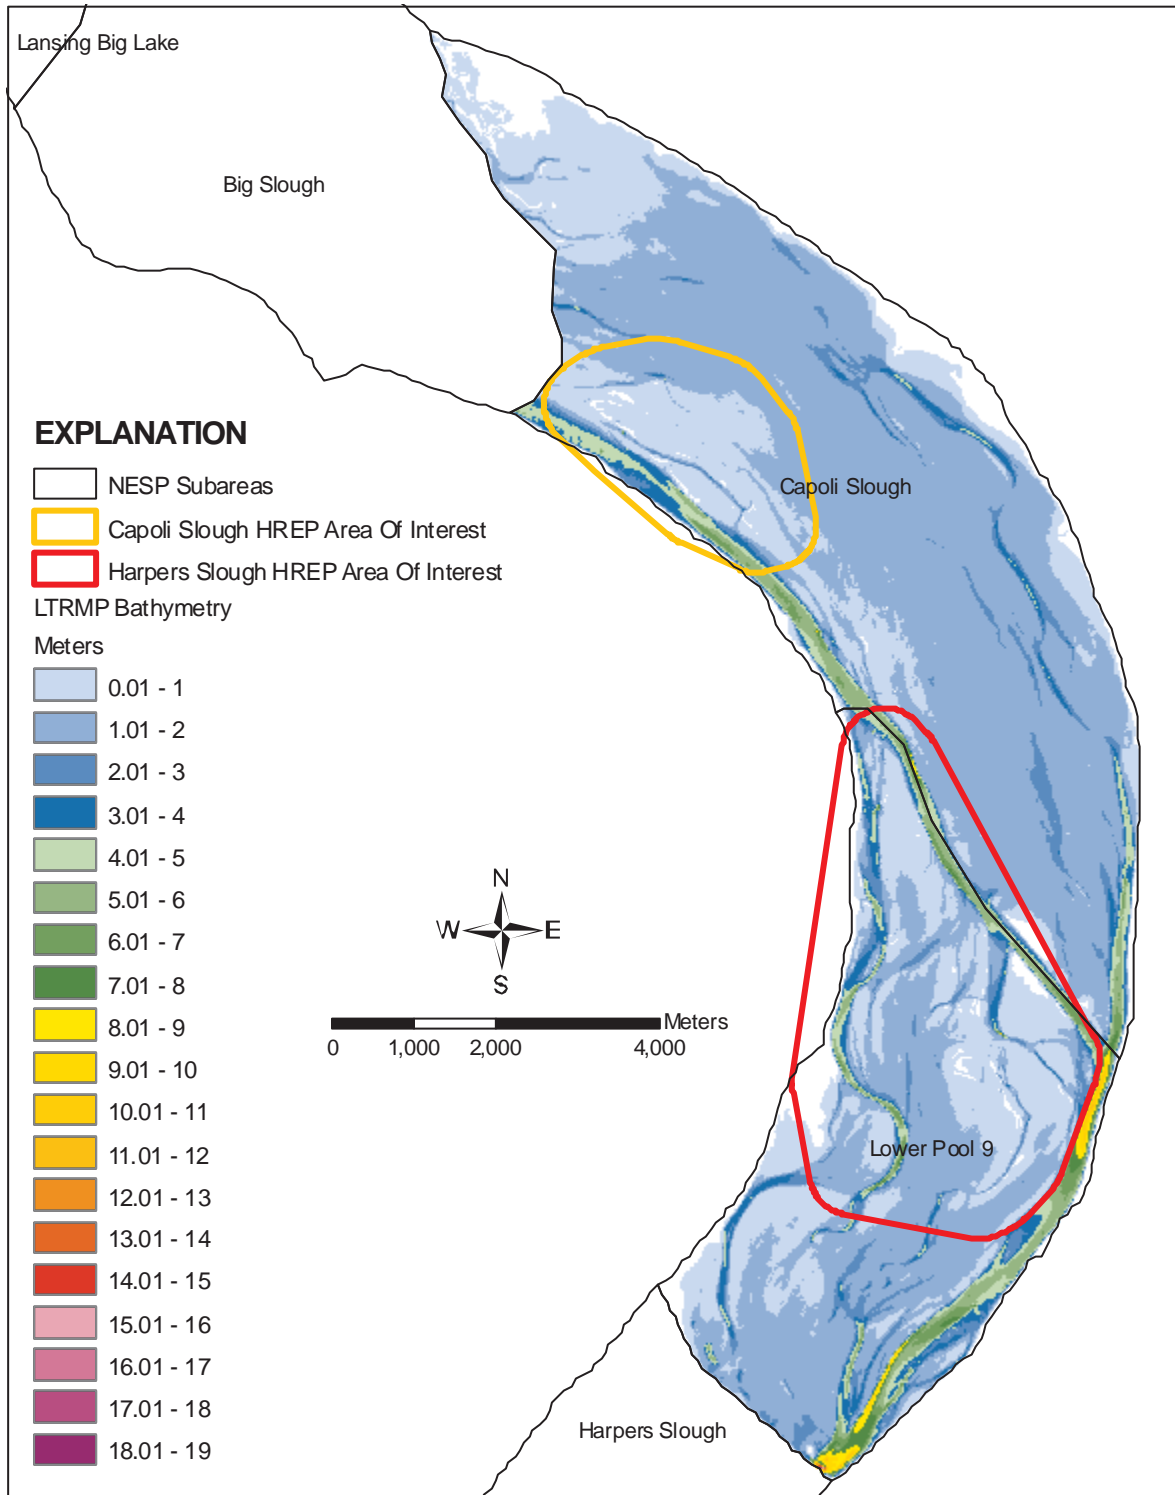 Lansing Big Lake
Big Slough
EXPLANATION
NESP Subareas
Capoli Slough HREP Area Of Interest
Harpers Slough HREP Area Of Interest
LTRMP Bathymetry
Meters
0.01 - 1
1.01 - 2
2.01 - 3
3.01 - 4
4.01 - 5
5.01 - 6
6.01 - 7
7.01 - 8
8.01 - 9
9.01 - 10
10.01 - 11
11.01 - 12
12.01 - 13
13.01 - 14
14.01 - 15
15.01 - 16
16.01 - 17
17.01 - 18
18.01 - 19
Capoli Slough
N
W E
S
Meters
0 1,000 2,000 4,000
Lower Pool 9
Harpers Slough